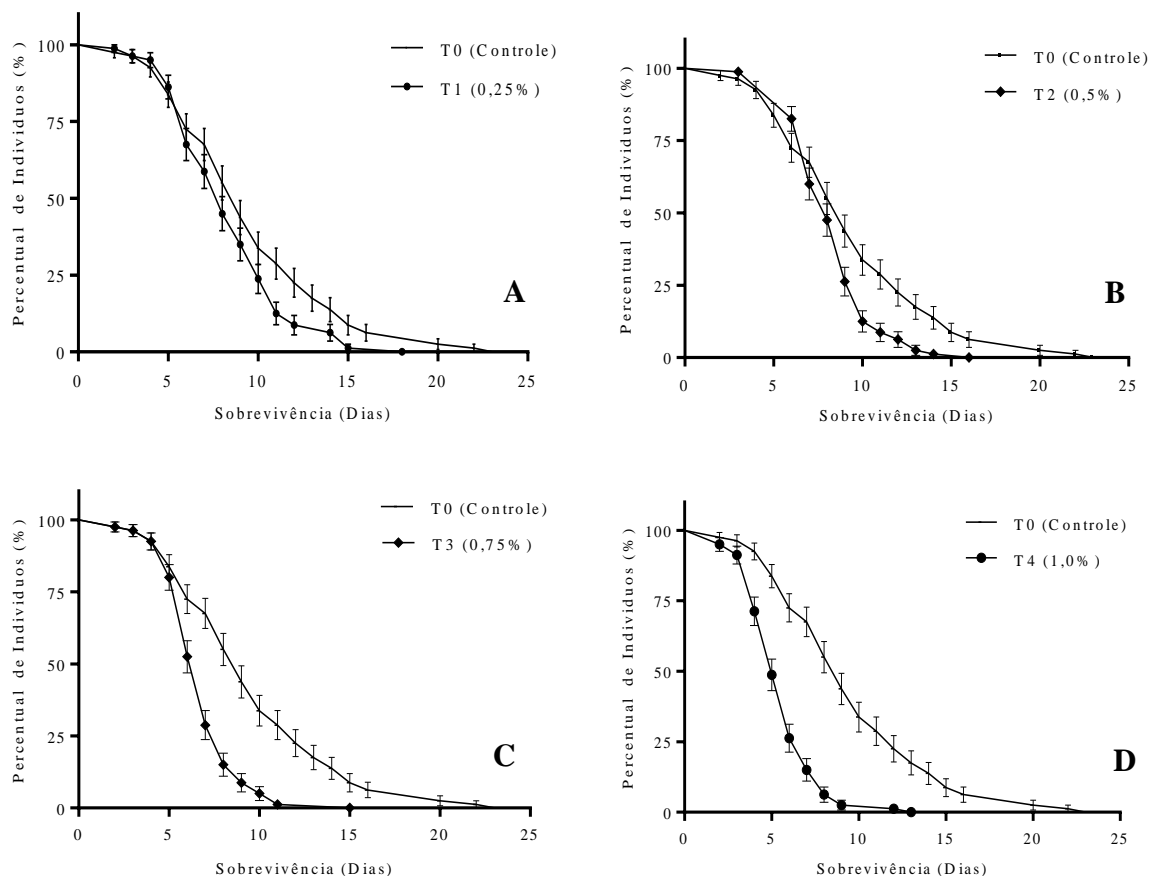 T0 (Controle)
T1 (0,25%)
Percentual de Individuos (%)
100
75
50
25
0
A
0 5 10 15 20 25
Sobrevivência (Dias)
T0 (Controle)
T2 (0,5%)
Percentual de Individuos (%)
100
75
50
25
0
B
0 5 10 15 20 25
Sobrevivência (Dias)
T0 (Controle)
T3 (0,75%)
Percentual de Individuos (%)
100
75
50
25
0
C
0 5 10 15 20 25
Sobrevivência (Dias)
T0 (Controle)
T4 (1,0%)
Percentual de Individuos (%)
100
75
50
25
0
D
0 5 10 15 20 25
Sobrevivência (Dias)